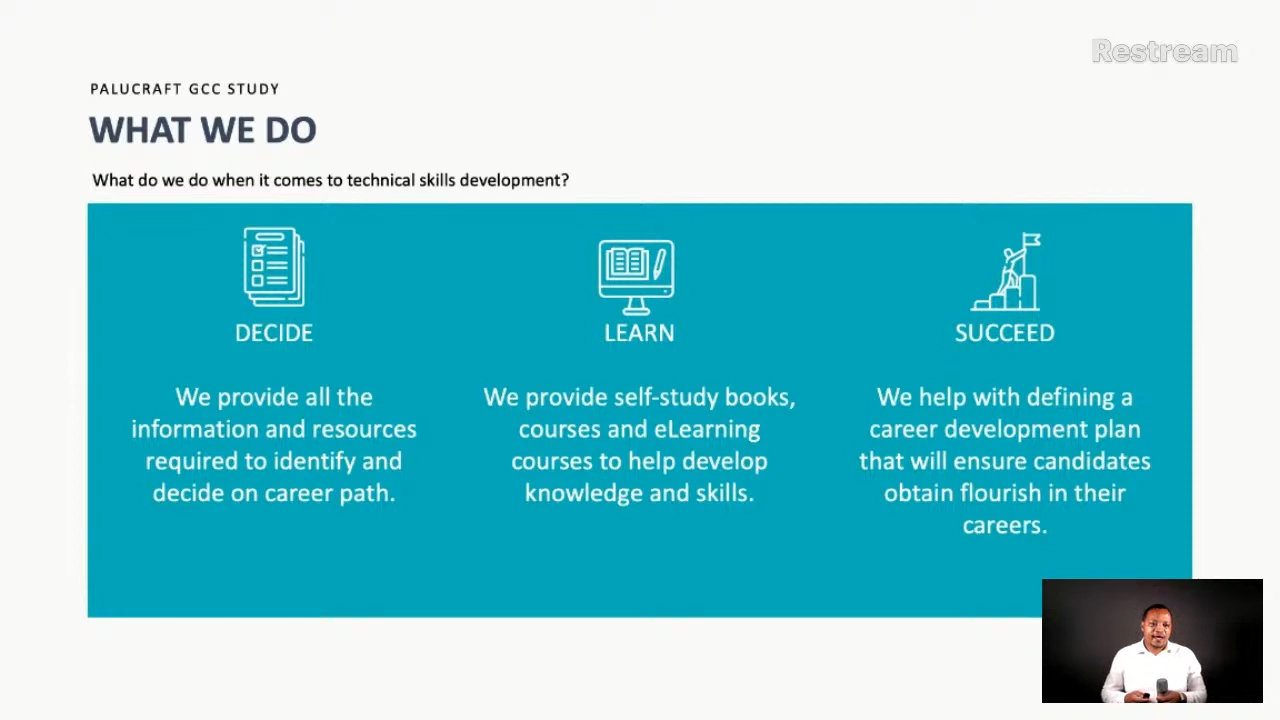 Restream
PALUCRAFT GCC STUDY
WHAT WE DO
What do we do when it comes to technical skills development?
DECIDE
We provide all the
information and resources
required to identify and
decide on career path.
LEARN
We provide self-study books,
courses and eLearning
courses to help develop
knowledge and skills.
SUCCEED
We help with defining a
career development plan
that will ensure candidates
obtain flourish in their
careers.